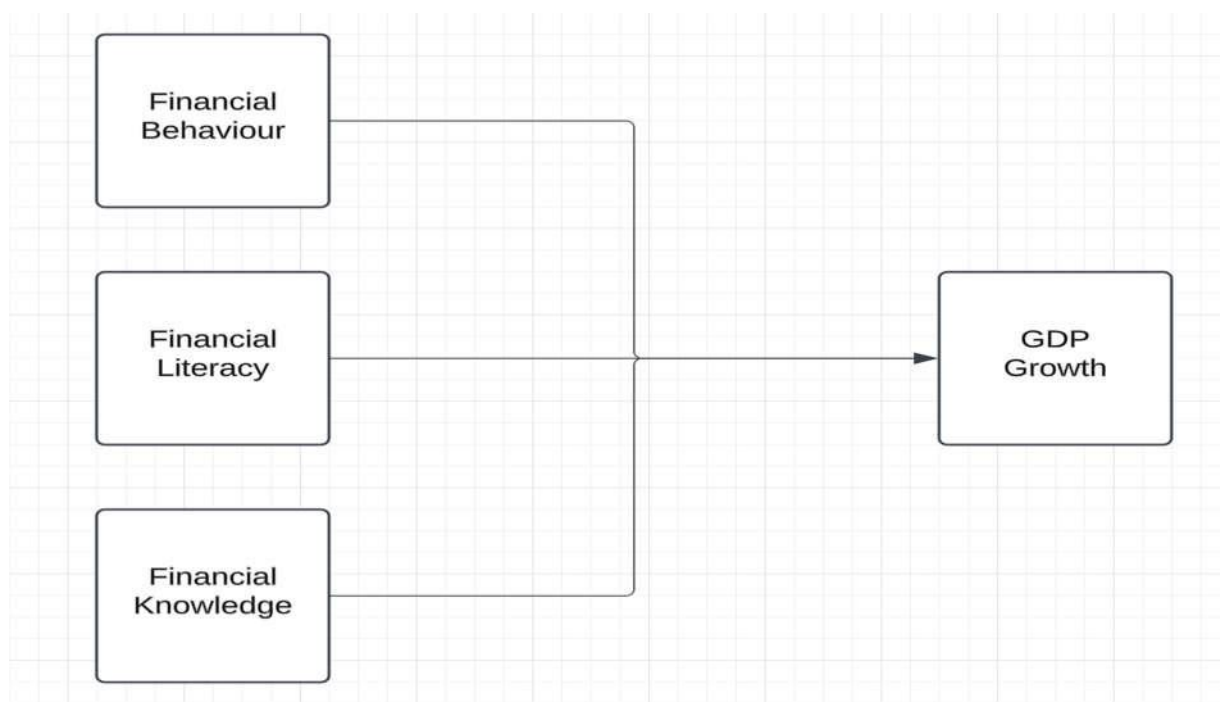 Financial
Behaviour
Financial
Literacy
GDP
Growth
Financial
Knowledge